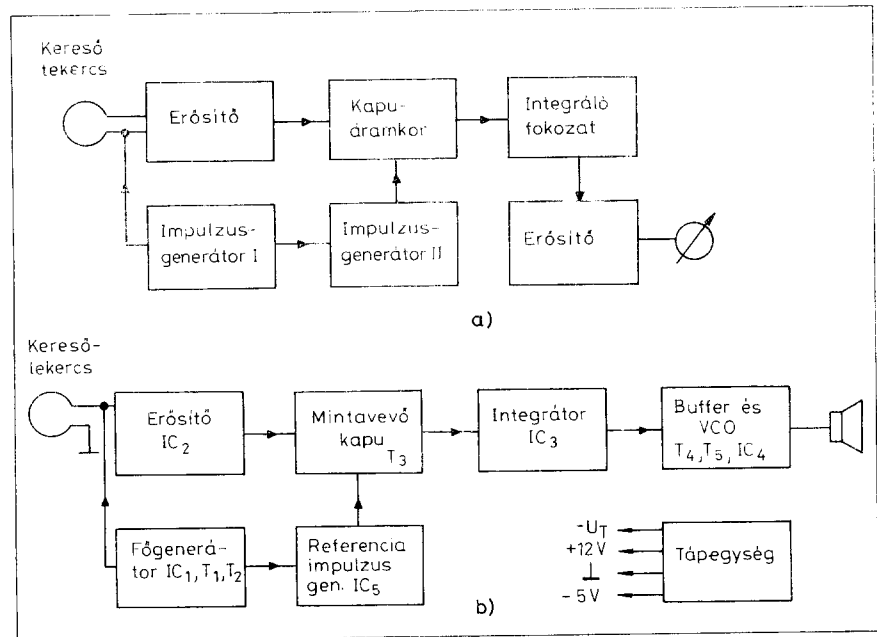 Kereső
tekercs
Erősítő
Kapu-
áramkor
Integráló
fokozat
Impulzus-
generátor I
Impulzus-
generátor II
Erősítő
a)
Kereső-
tekercs
Erősítő
IC2
Mintavevő
kapu
T3
Integrátor
IC3
Buffer és
VCO
T4,T5, IC4
Főgenerá-
tor IC1,T1,T2
Referencia
impulzus
gen. IC5
-UT
+12V
⊥
-5V
Tápegység
b)